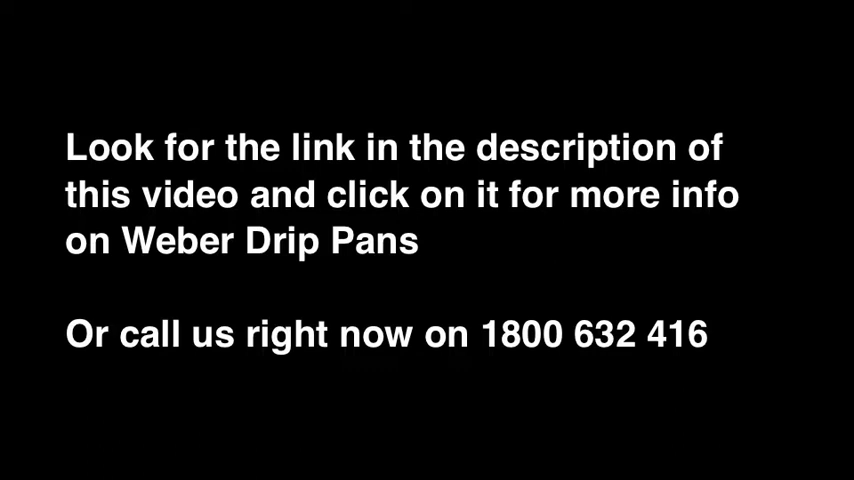 Look for the link in the description of
this video and click on it for more info
on Weber Drip Pans
Or call us right now on 1800 632 416